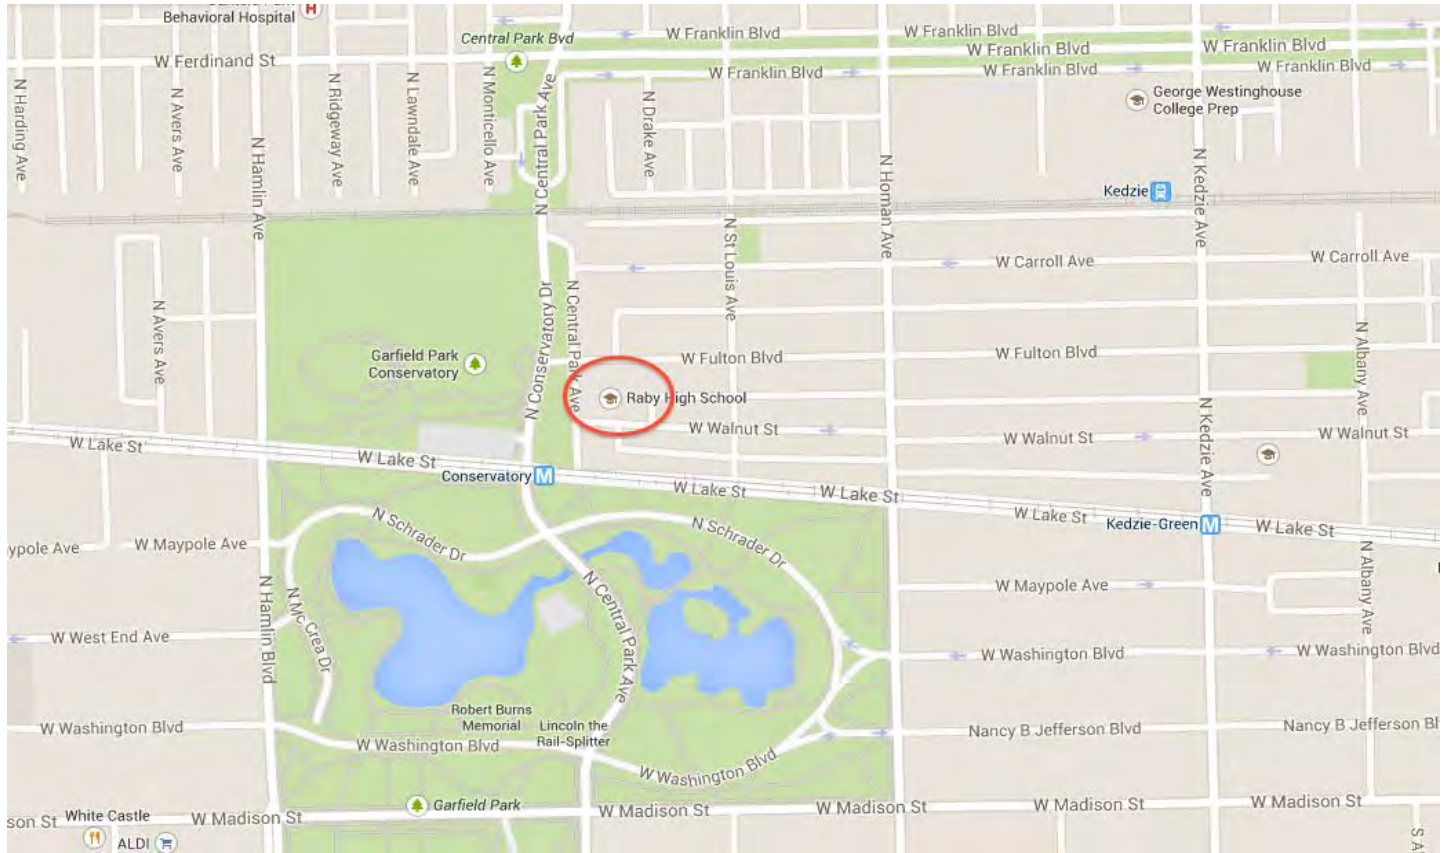 Behavioral Hospital
H
Central Park Bvd
W Franklin Blvd
W Franklin Blvd
W Franklin Blvd
W Franklin Blvd
W Ferdinand St
W Franklin Blvd
W Franklin Blvd
W Franklin Blvd
George Westinghouse
College Prep
N Harding Ave
N Avers Ave
N Hamlin Ave
N Ridgeway Ave
N Lawndale Ave
N Monticello Ave
N Central Park Ave
N Drake Ave
N Homan Ave
N Kedzie Ave
Kedzie
N St Louis Ave
W Carroll Ave
W Carroll Ave
N Avers Ave
N Conservatory Dr
N Central Park Ave
N Albany Ave
Garfield Park
Conservatory
W Fulton Blvd
W Fulton Blvd
Raby High School
W Walnut St
W Walnut St
W Walnut St
N Kedzie Ave
W Lake St
W Lake St
Conservatory
M
W Lake St
W Lake St
W Lake St
Kedzie-Green
M
W Lake St
ypole Ave
W Maypole Ave
N Schrader Dr
N Schrader Dr
N Albany Ave
W Maypole Ave
N Hamlin Blvd
N Mc Crea Dr
N Central Park Ave
W West End Ave
W Washington Blvd
W Washington Blvd
Robert Burns
Memorial
Lincoln the
Rail-Splitter
W Washington Blvd
W Washington Blvd
W Washington Blvd
Nancy B Jefferson Blvd
Nancy B Jefferson Bl
Garfield Park
son St
White Castle
W Madison St
W Madison St
W Madison St
W Madison St
W Madison St
ALDI
S A